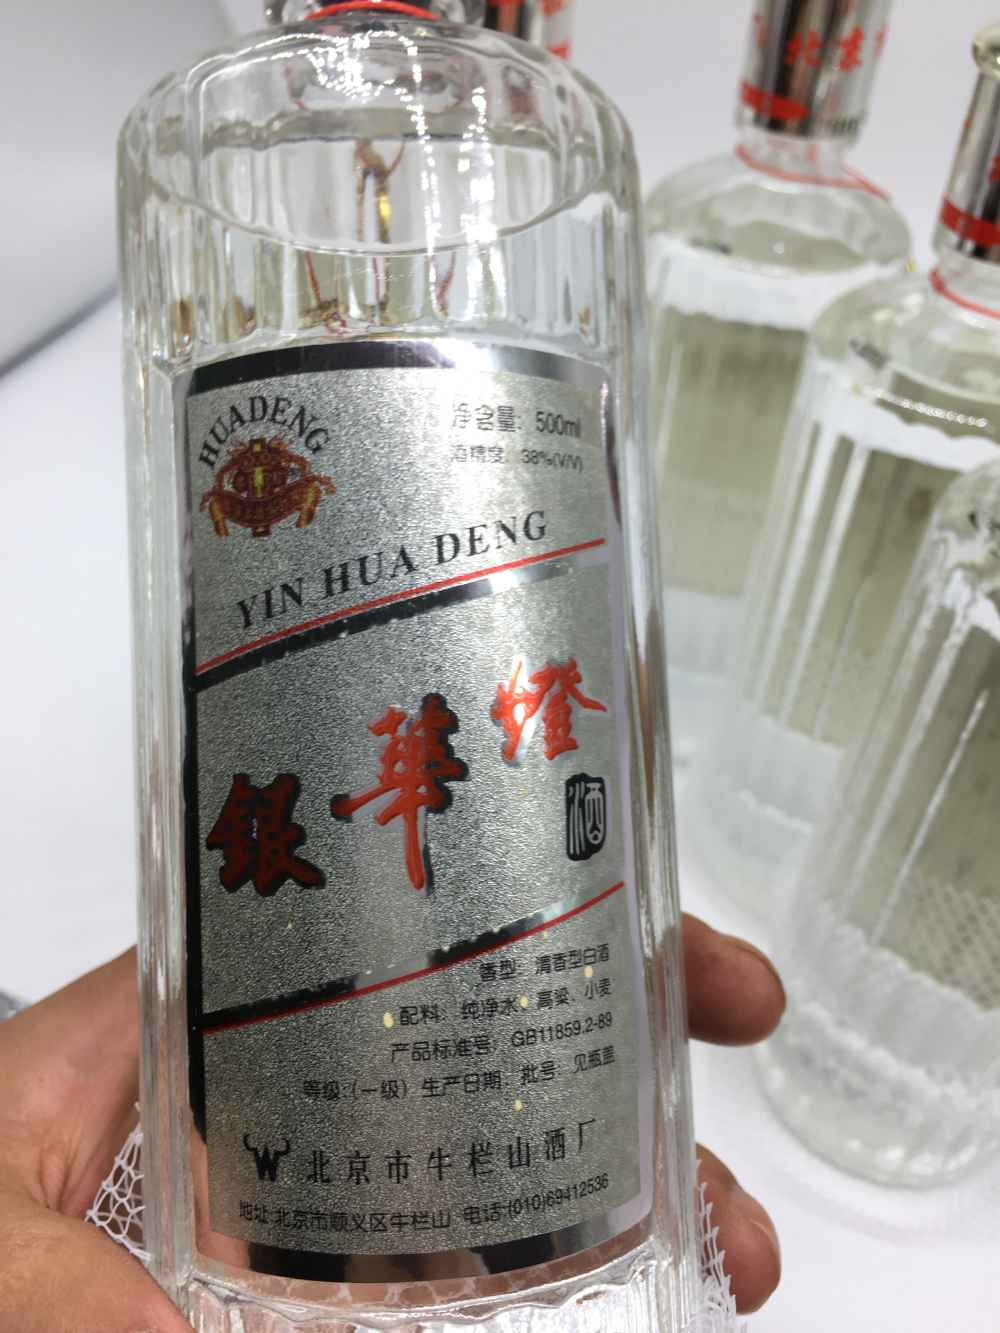 HUADENG
净含量：500ml
酒精度：38%(V/V)
YIN HUA DENG
銀華燈
酒
香型：清香型白酒
配料：纯净水、高粱、小麦
产品标准号：GB11859.2-89
等级：（一级）生产日期、批号：见瓶盖
北京市牛栏山酒厂
地址:北京市顺义区牛栏山 电话:(010)69412536
北京